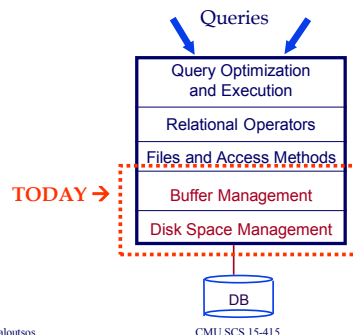 Queries
Query Optimization
and Execution
Relational Operators
Files and Access Methods
TODAY →
Buffer Management
Disk Space Management
DB
aloutsos
CMU SCS 15-415